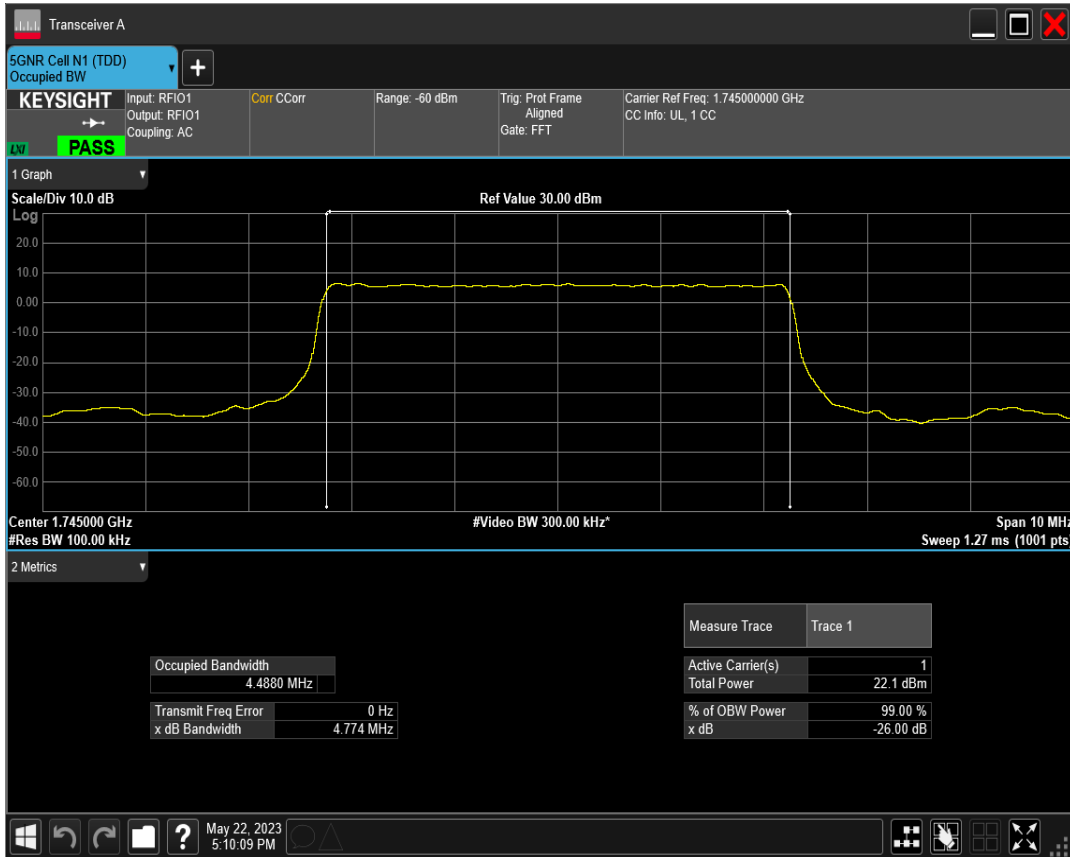 Transceiver A
5GNR Cell N1 (TDD)
Occupied BW
+
KEYSIGHT
LXI
PASS
Input: RFIO1
Output: RFIO1
Coupling: AC
Corr CCorr
Range: -60 dBm
Trig: Prot Frame
Aligned
Gate: FFT
Carrier Ref Freq: 1.745000000 GHz
CC Info: UL, 1 CC
1 Graph
Scale/Div 10.0 dB
Ref Value 30.00 dBm
Log
20.0
10.0
0.00
-10.0
-20.0
-30.0
-40.0
-50.0
-60.0
Center 1.745000 GHz
#Video BW 300.00 kHz*
Span 10 MHz
#Res BW 100.00 kHz
Sweep 1.27 ms (1001 pts)
2 Metrics
Measure Trace Trace 1
Occupied Bandwidth
4.4880 MHz
Active Carrier(s) 1
Total Power 22.1 dBm
Transmit Freq Error 0 Hz
x dB Bandwidth 4.774 MHz
% of OBW Power 99.00 %
x dB -26.00 dB
?
May 22, 2023
5:10:09 PM